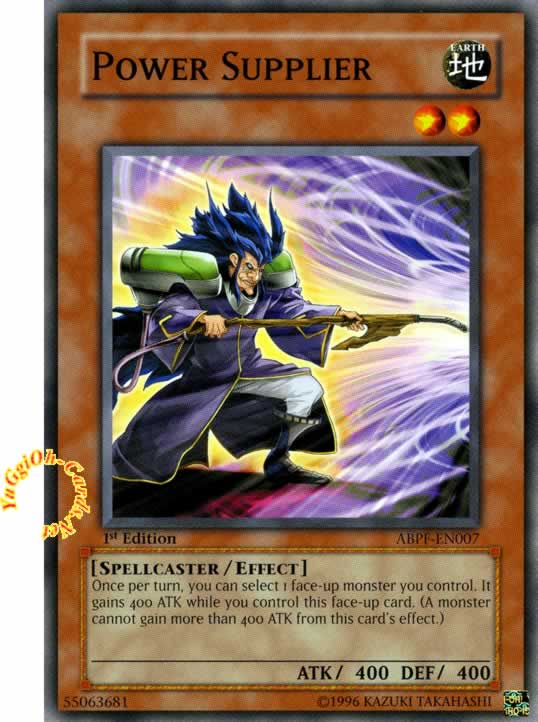 POWER SUPPLIER
EARTH
地
YuGgiOh-Cards.Net
1st Edition
ABPF-EN007
[SPELLCASTER / EFFECT]
Once per turn, you can select 1 face-up monster you control. It
gains 400 ATK while you control this face-up card. (A monster
cannot gain more than 400 ATK from this card's effect.)
ATK/ 400 DEF/ 400
55063681
©1996 KAZUKI TAKAHASHI